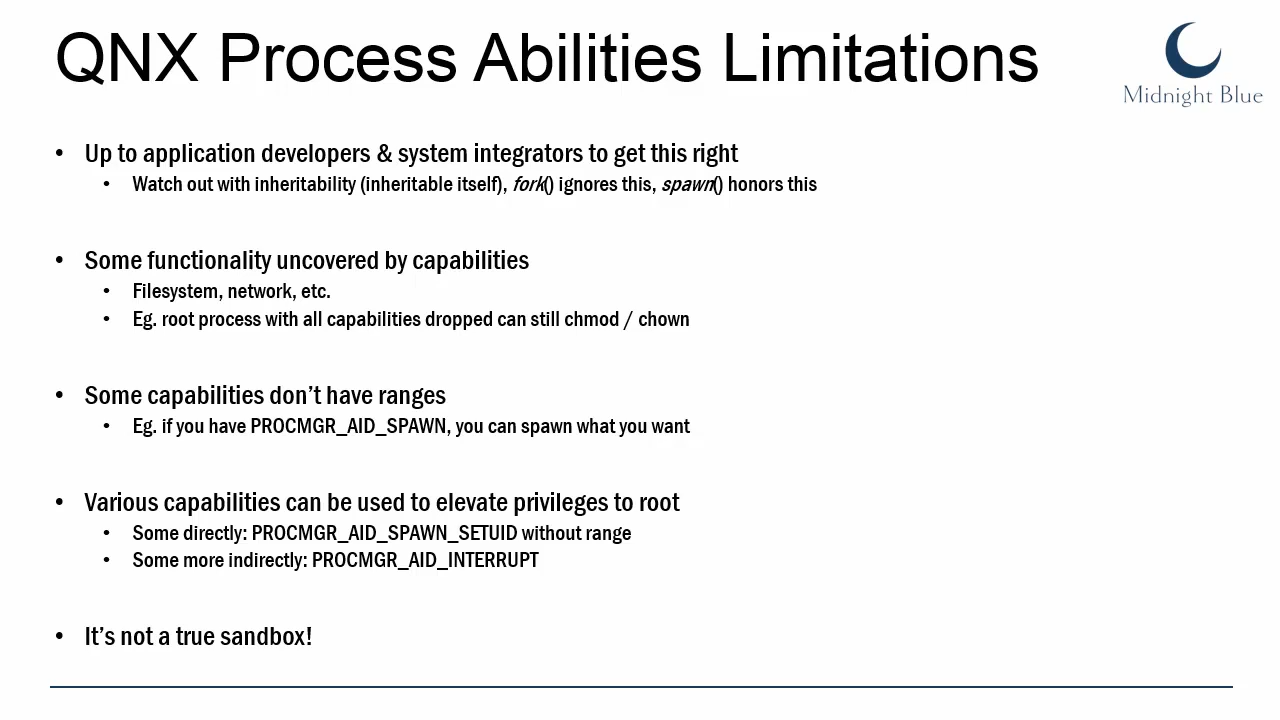 QNX Process Abilities Limitations
Midnight Blue
• Up to application developers & system integrators to get this right
• Watch out with inheritability (inheritable itself), fork() ignores this, spawn() honors this
• Some functionality uncovered by capabilities
• Filesystem, network, etc.
• Eg. root process with all capabilities dropped can still chmod / chown
• Some capabilities don't have ranges
• Eg. if you have PROCMGR_AID_SPAWN, you can spawn what you want
• Various capabilities can be used to elevate privileges to root
• Some directly: PROCMGR_AID_SPAWN_SETUID without range
• Some more indirectly: PROCMGR_AID_INTERRUPT
• It's not a true sandbox!